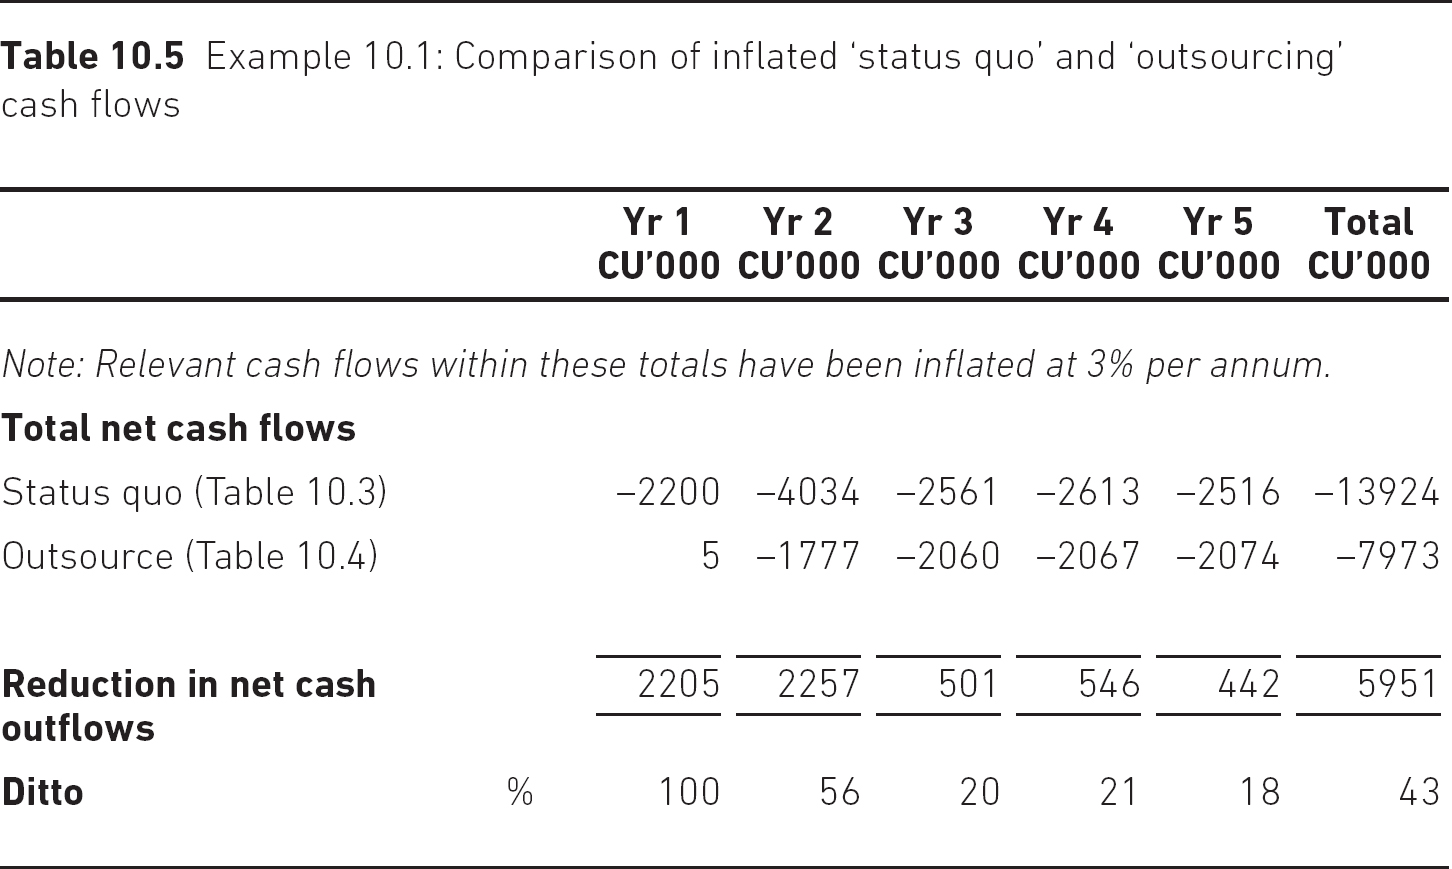 Table 10.5 Example 10.1: Comparison of inflated ‘status quo’ and ‘outsourcing’
cash flows
Yr 1 Yr 2 Yr 3 Yr 4 Yr 5 Total
CU’000 CU’000 CU’000 CU’000 CU’000 CU’000
Note: Relevant cash flows within these totals have been inflated at 3% per annum.
Total net cash flows
Status quo (Table 10.3) –2200 –4034 –2561 –2613 –2516 –13924
Outsource (Table 10.4) 5 –1777 –2060 –2067 –2074 –7973
Reduction in net cash 2205 2257 501 546 442 5951
outflows
Ditto % 100 56 20 21 18 43